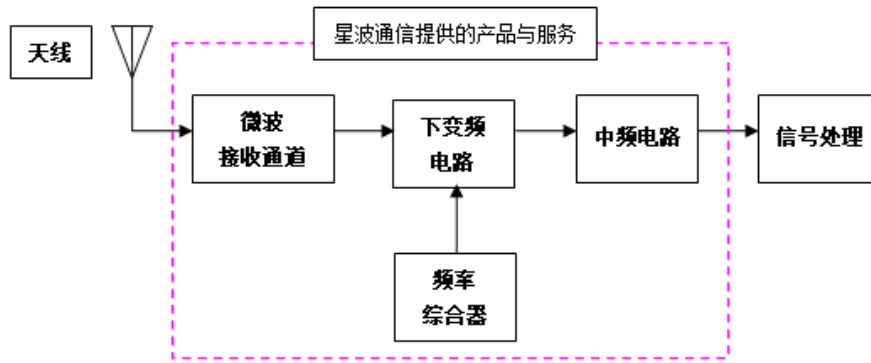 星波通信提供的产品与服务
天线
微波
接收通道
下变频
电路
中频电路
信号处理
频率
综合器